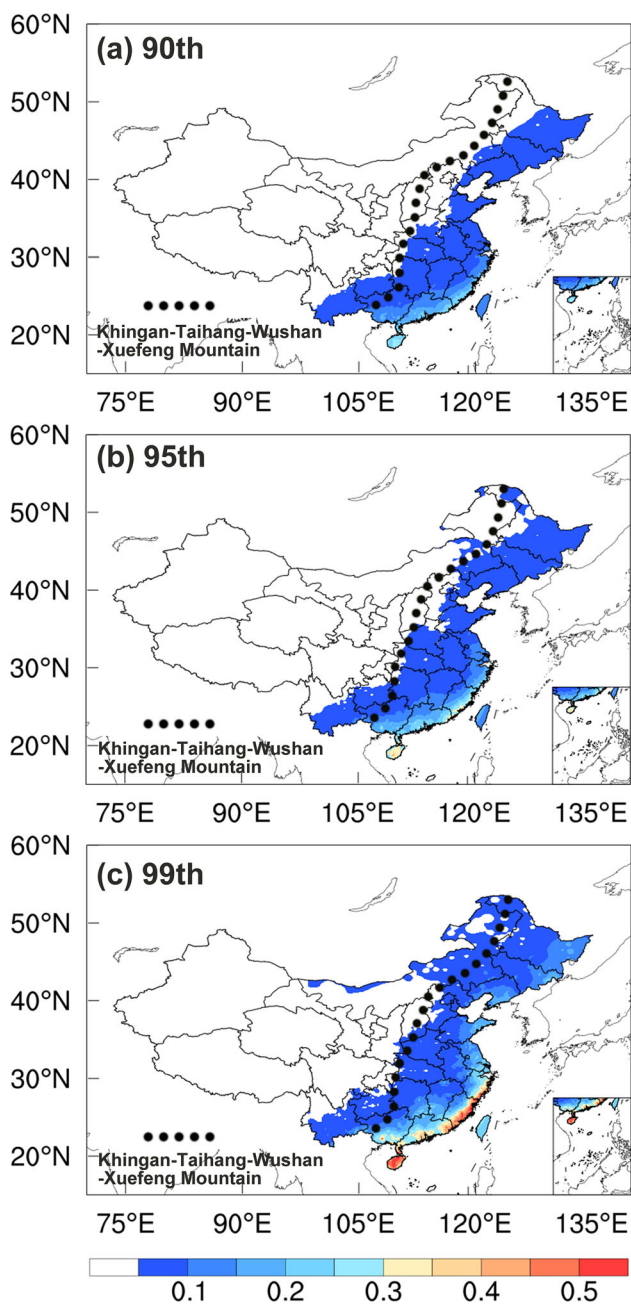 60°N
(a) 90th
50°N
40°N
30°N
20°N
Khingan-Taihang-Wushan
-Xuefeng Mountain
75°E 90°E 105°E 120°E 135°E
60°N
(b) 95th
50°N
40°N
30°N
20°N
Khingan-Taihang-Wushan
-Xuefeng Mountain
75°E 90°E 105°E 120°E 135°E
60°N
(c) 99th
50°N
40°N
30°N
20°N
Khingan-Taihang-Wushan
-Xuefeng Mountain
75°E 90°E 105°E 120°E 135°E
0.1 0.2 0.3 0.4 0.5